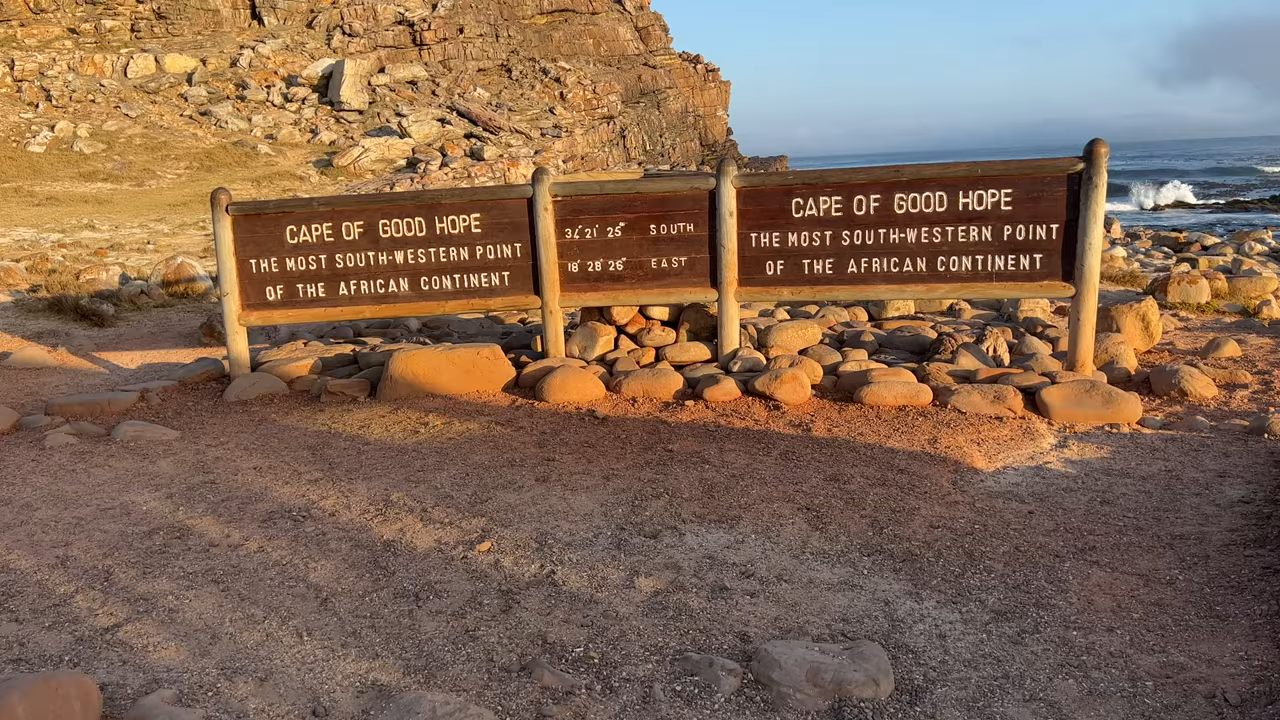 CAPE OF GOOD HOPE
THE MOST SOUTH-WESTERN POINT
OF THE AFRICAN CONTINENT
34° 21' 25" SOUTH
18° 28' 26" EAST
CAPE OF GOOD HOPE
THE MOST SOUTH-WESTERN POINT
OF THE AFRICAN CONTINENT